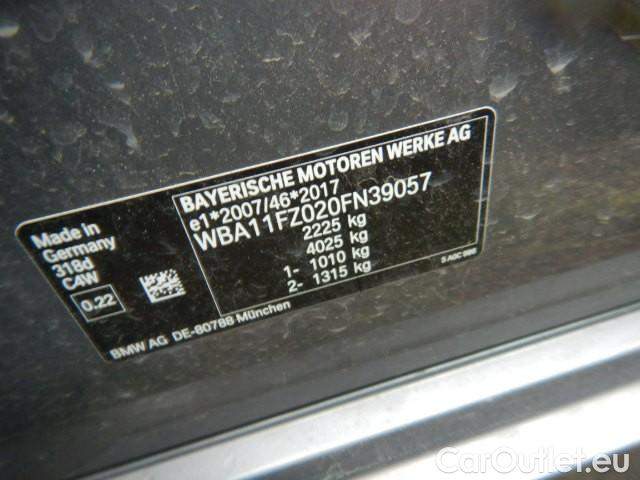 BAYERISCHE MOTOREN WERKE AG
e1*2007/46*2017
WBA11FZ020FN39057
2225 kg
4025 kg
1- 1010 kg
2- 1315 kg
Made in
Germany
318d
C4W
0.22
BMW AG DE-80788 München
CarOutlet.eu